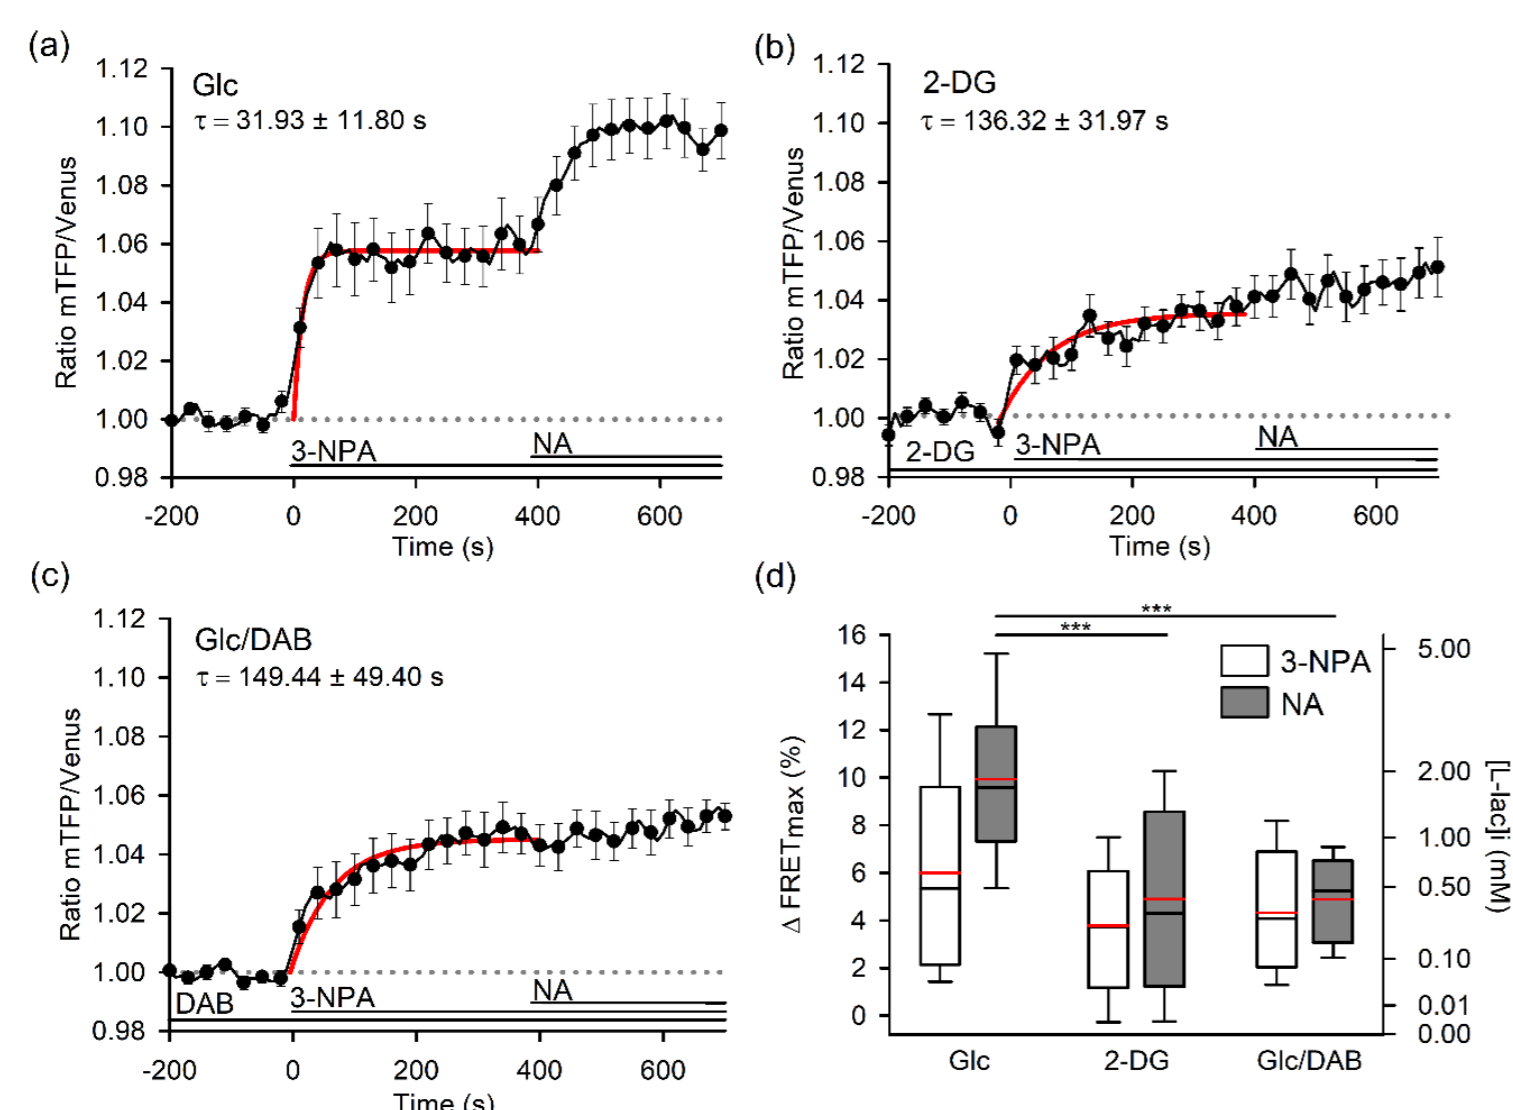 (a)
1.12
1.10
1.08
1.06
1.04
1.02
1.00
0.98
Ratio mTFP/Venus
Glc
τ = 31.93 ± 11.80 s
3-NPA
NA
-200 0 200 400 600
Time (s)
(b)
1.12
1.10
1.08
1.06
1.04
1.02
1.00
0.98
Ratio mTFP/Venus
2-DG
τ = 136.32 ± 31.97 s
2-DG
3-NPA
NA
-200 0 200 400 600
Time (s)
(c)
1.12
1.10
1.08
1.06
1.04
1.02
1.00
0.98
Ratio mTFP/Venus
Glc/DAB
τ = 149.44 ± 49.40 s
DAB
3-NPA
NA
-200 0 200 400 600
Time (s)
(d)
16
14
12
10
8
6
4
2
0
Δ FRETmax (%)
***
***
3-NPA
NA
5.00
2.00
1.00
0.50
0.10
0.01
0.00
[L-lac]i (mM)
Glc 2-DG Glc/DAB